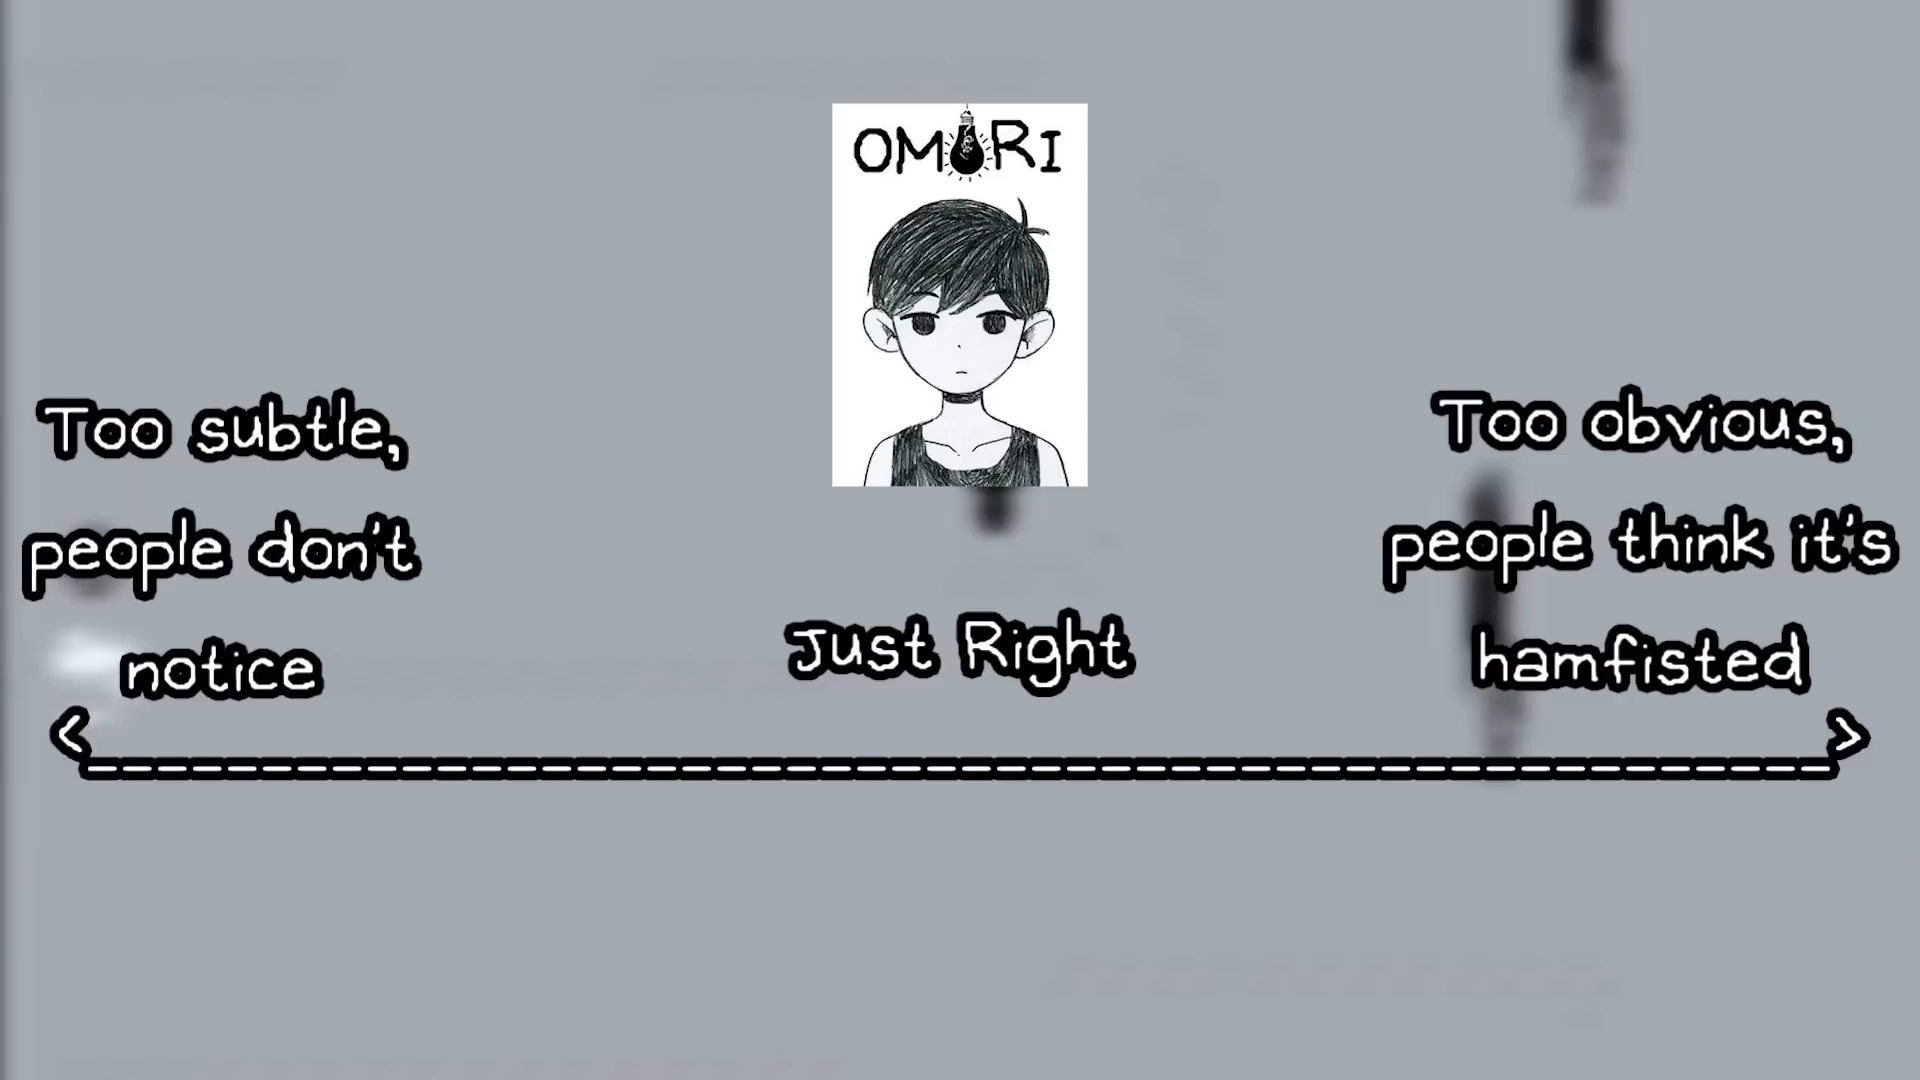 OMORI
Too subtle,
people don't
notice
Just Right
Too obvious,
people think it's
hamfisted
<
>